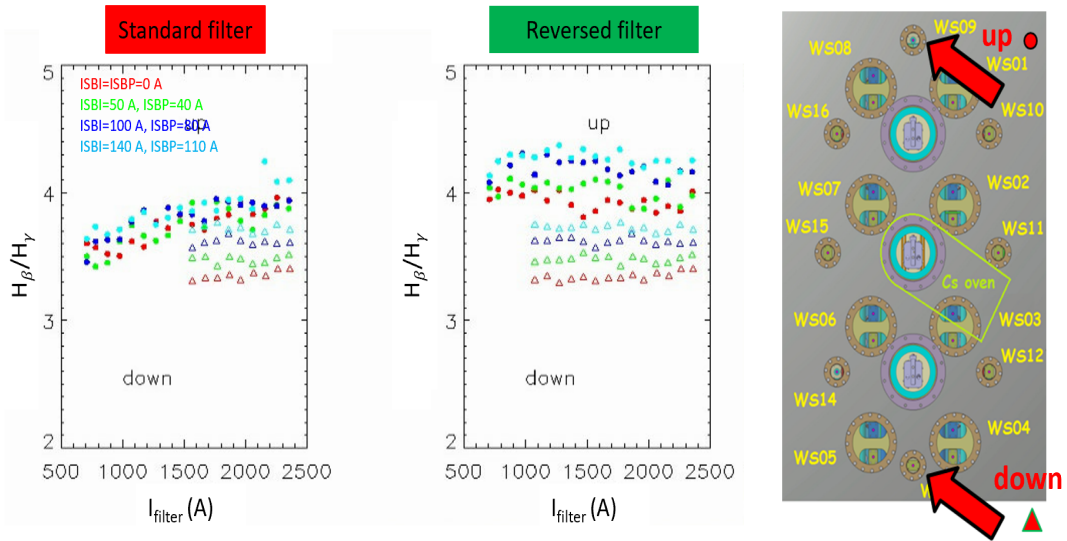 Standard filter
5
4
3
2
ISBI=ISBP=0 A
ISBI=50 A, ISBP=40 A
ISBI=100 A, ISBP=80 A
ISBI=140 A, ISBP=110 A
up
down
Hβ/Hγ
500 1000 1500 2000 2500
Ifilter (A)
Reversed filter
5
4
3
2
up
down
Hβ/Hγ
500 1000 1500 2000 2500
Ifilter (A)
WS09
up
WS08
WS01
WS16
WS10
WS07
WS02
WS15
WS11
Cs oven
WS06
WS03
WS12
WS14
WS04
WS05
down